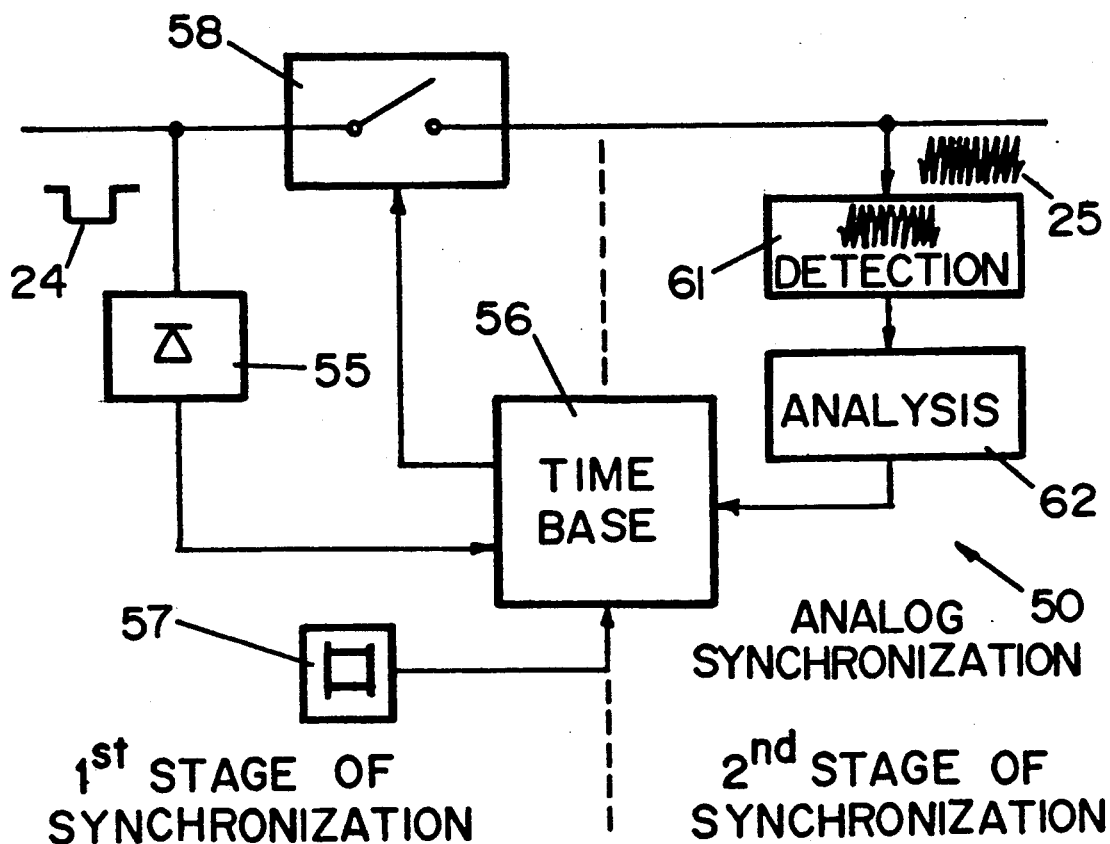 58
24
25
61
DETECTION
55
56
ANALYSIS
62
TIME
BASE
50
57
ANALOG
SYNCHRONIZATION
1st STAGE OF
SYNCHRONIZATION
2nd STAGE OF
SYNCHRONIZATION